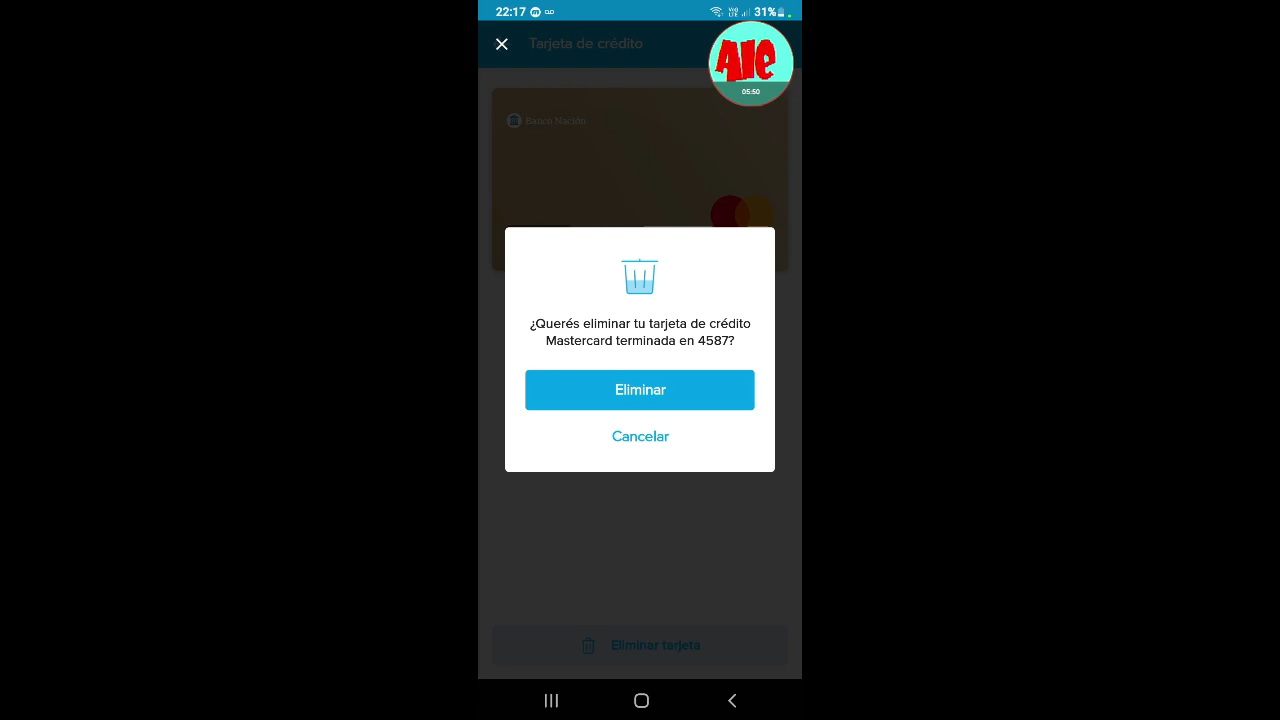 22:17
31%
Tarjeta de crédito
Ale
05:50
Banco Nación
¿Querés eliminar tu tarjeta de crédito
Mastercard terminada en 4587?
Eliminar
Cancelar
Eliminar tarjeta